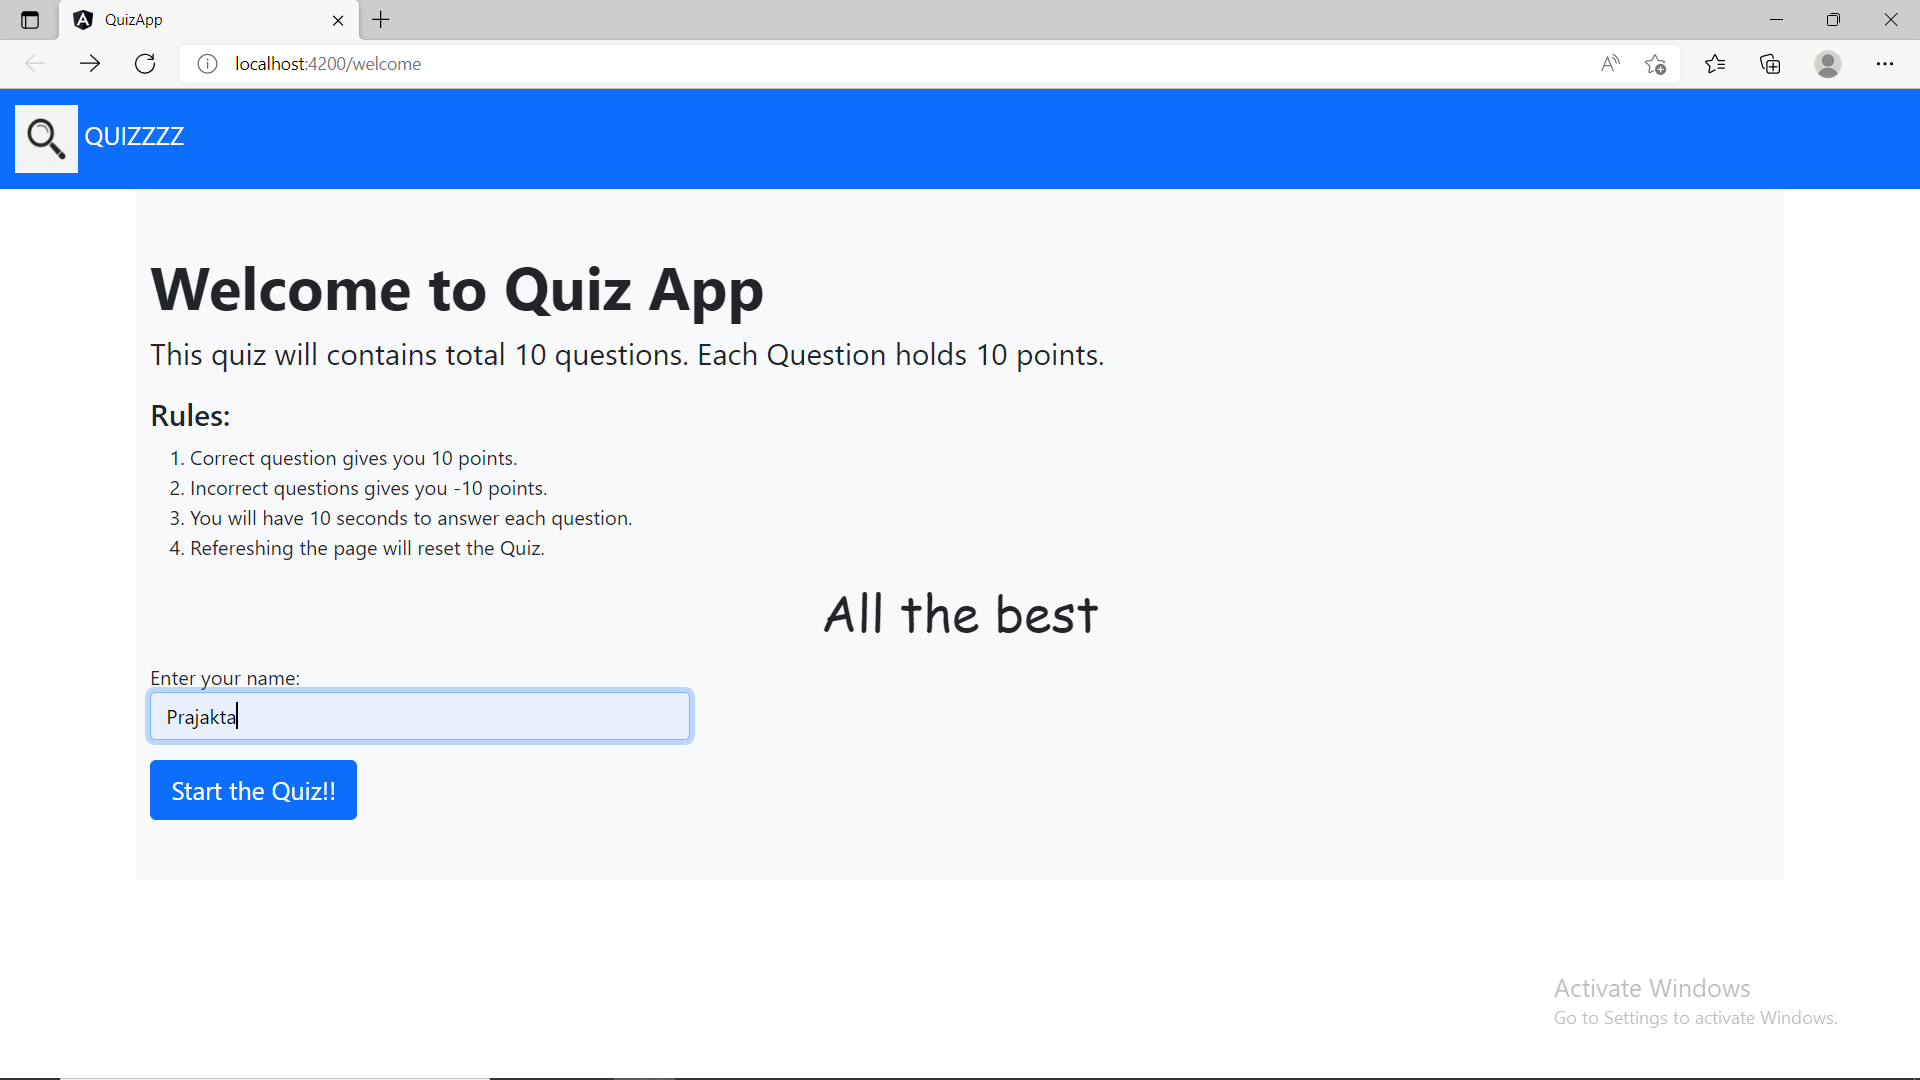 QuizApp
localhost:4200/welcome
QUIZZZZ
Welcome to Quiz App
This quiz will contains total 10 questions. Each Question holds 10 points.
Rules:
1. Correct question gives you 10 points.
2. Incorrect questions gives you -10 points.
3. You will have 10 seconds to answer each question.
4. Refereshing the page will reset the Quiz.
All the best
Enter your name:
Prajakta
Start the Quiz!!
Activate Windows
Go to Settings to activate Windows.